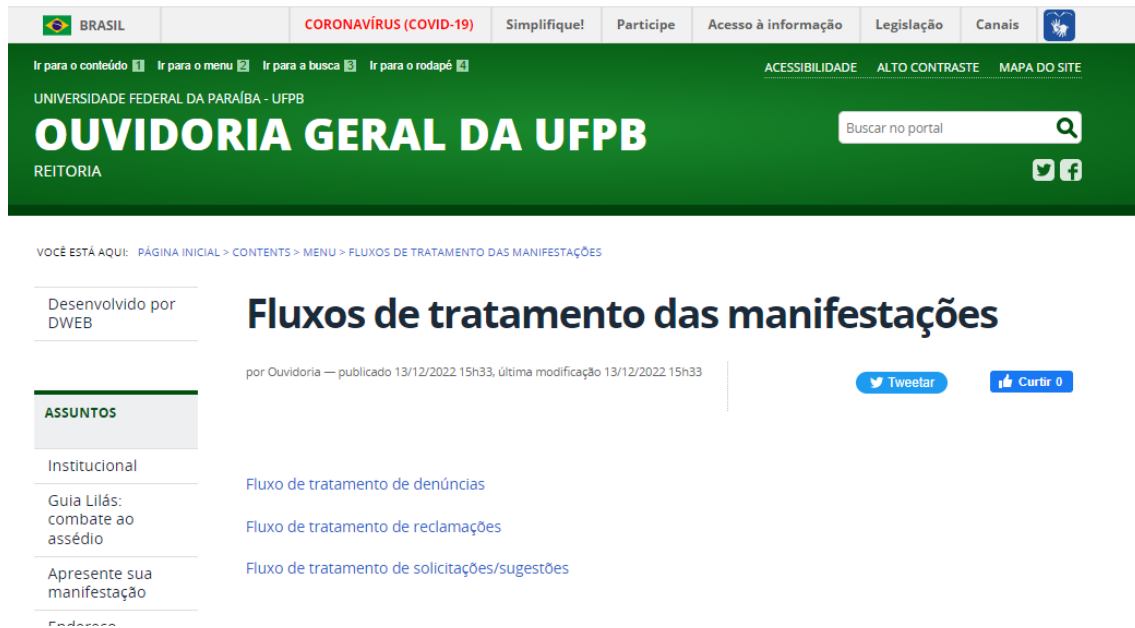 BRASIL CORONAVÍRUS (COVID-19) Simplifique! Participe Acesso à informação Legislação Canais
Ir para o conteúdo 1 Ir para o menu 2 Ir para a busca 3 Ir para o rodapé 4 ACESSIBILIDADE ALTO CONTRASTE MAPA DO SITE
UNIVERSIDADE FEDERAL DA PARAÍBA - UFPB
OUVIDORIA GERAL DA UFPB
Buscar no portal
REITORIA
VOCÊ ESTÁ AQUI: PÁGINA INICIAL > CONTENTS > MENU > FLUXOS DE TRATAMENTO DAS MANIFESTAÇÕES
Desenvolvido por
DWEB
Fluxos de tratamento das manifestações
por Ouvidoria — publicado 13/12/2022 15h33, última modificação 13/12/2022 15h33
Tweetar
Curtir 0
ASSUNTOS
Institucional
Guia Lilás:
combate ao
assédio
Apresente sua
manifestação
Endereço
Fluxo de tratamento de denúncias
Fluxo de tratamento de reclamações
Fluxo de tratamento de solicitações/sugestões